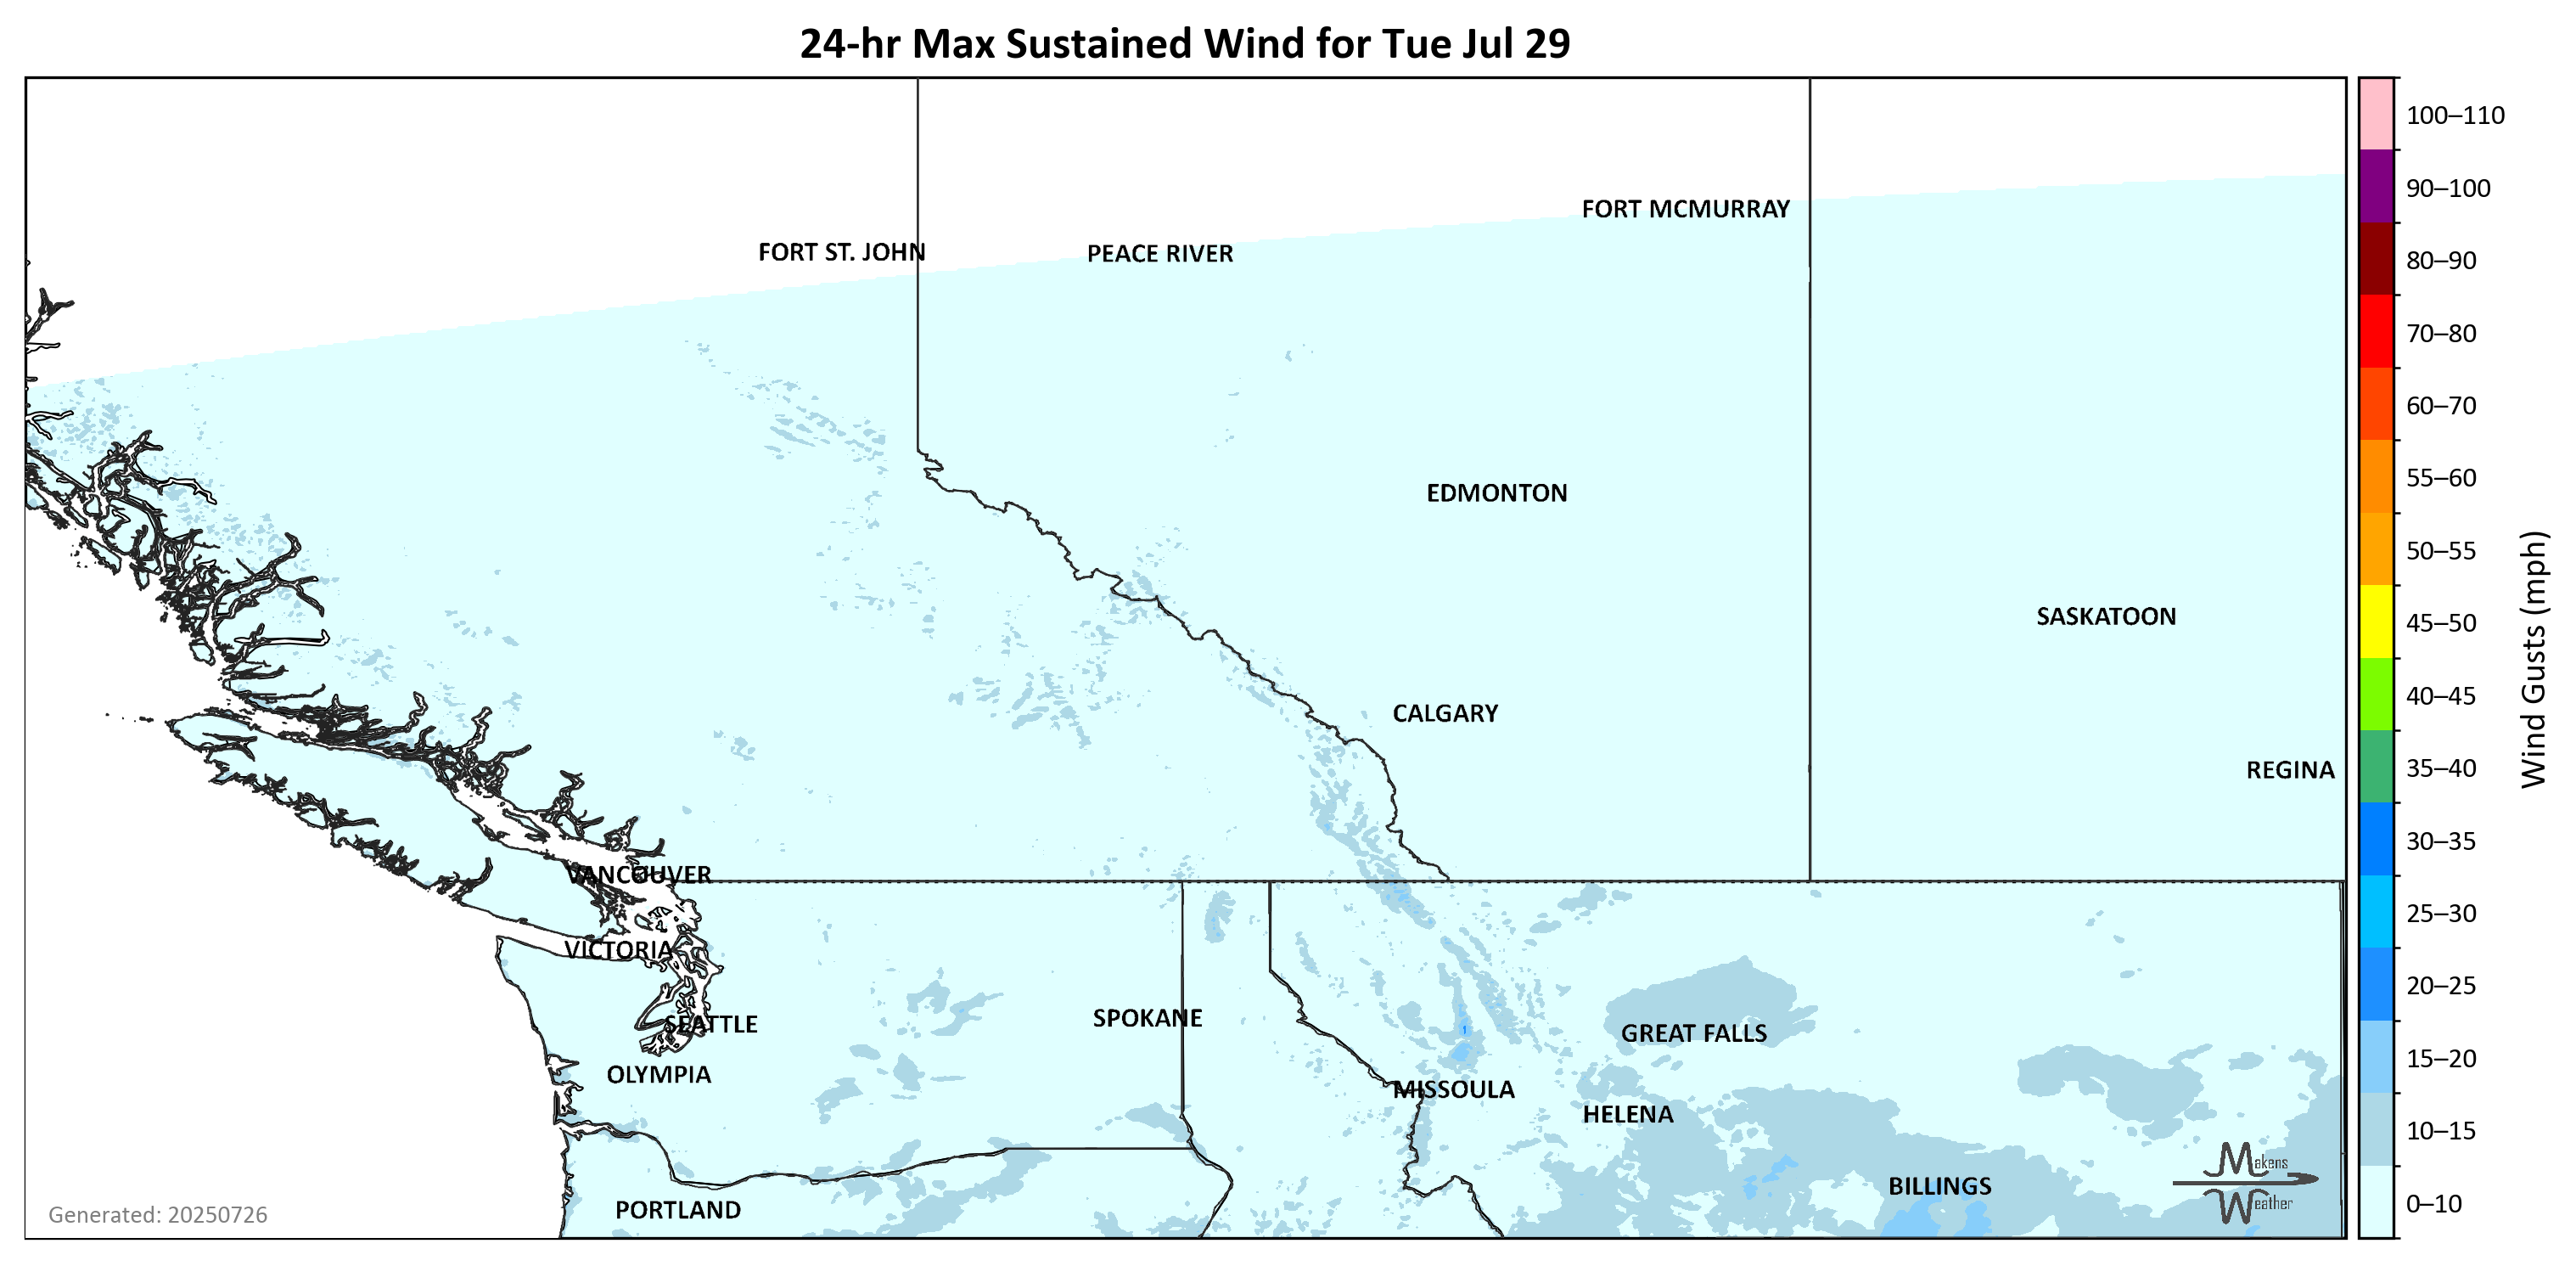 24-hr Max Sustained Wind for Tue Jul 29
100–110
90–100
80–90
70–80
60–70
55–60
50–55
45–50
40–45
35–40
30–35
25–30
20–25
15–20
10–15
0–10
Wind Gusts (mph)
FORT MCMURRAY
FORT ST. JOHN
PEACE RIVER
EDMONTON
SASKATOON
CALGARY
REGINA
VANCOUVER
VICTORIA
SEATTLE
SPOKANE
GREAT FALLS
OLYMPIA
MISSOULA
HELENA
BILLINGS
PORTLAND
Makens
Weather
Generated: 20250726